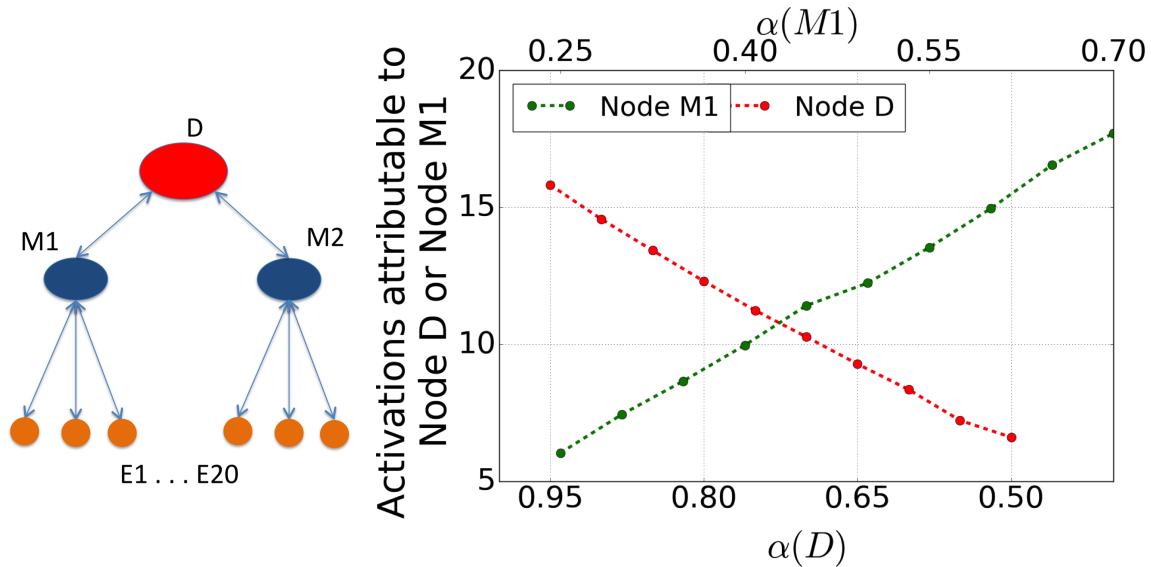 D
M1
M2
E1 . . . E20
α(M1)
0.25 0.40 0.55 0.70
Activations attributable to
Node D or Node M1
20
15
10
5
Node M1
Node D
0.95 0.80 0.65 0.50
α(D)